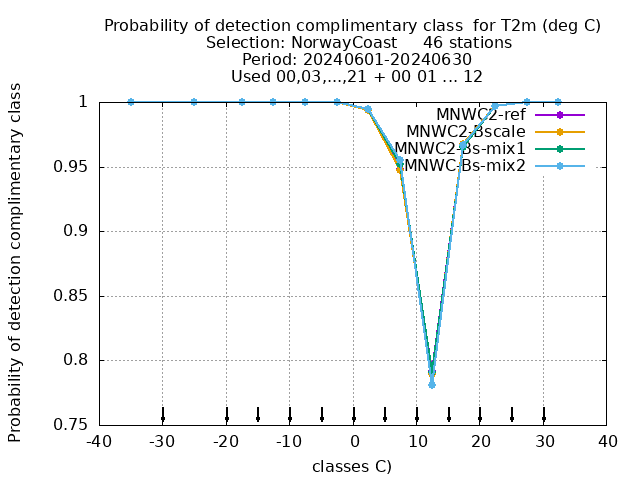 Probability of detection complimentary class for T2m (deg C)
Selection: NorwayCoast 46 stations
Period: 20240601-20240630
Used 00,03,...,21 + 00 01 ... 12
Probability of detection complimentary class
1
0.95
0.9
0.85
0.8
0.75
MNWC2-ref
MNWC2-Bscale
MNWC2-Bs-mix1
MNWC-Bs-mix2
-40 -30 -20 -10 0 10 20 30 40
classes C)